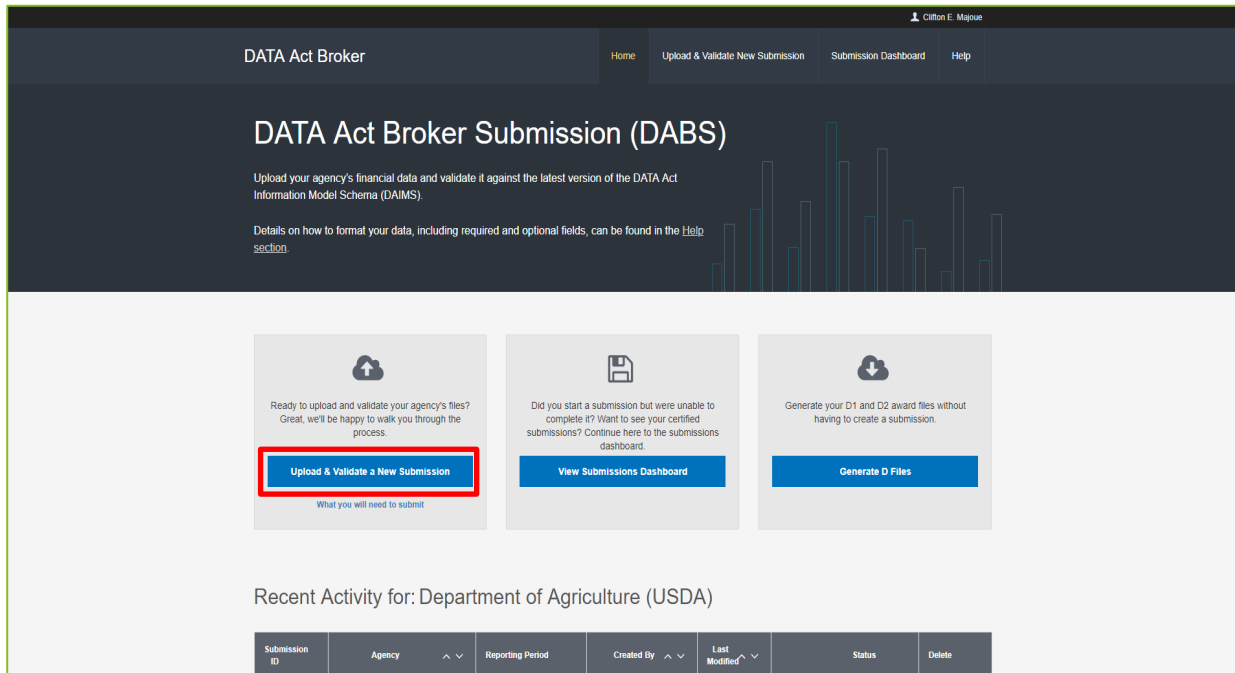 Clifton E. Majoue
DATA Act Broker
Home
Upload & Validate New Submission
Submission Dashboard
Help
DATA Act Broker Submission (DABS)
Upload your agency's financial data and validate it against the latest version of the DATA Act
Information Model Schema (DAIMS).
Details on how to format your data, including required and optional fields, can be found in the Help
section.
Ready to upload and validate your agency's files?
Great, we'll be happy to walk you through the
process.
Upload & Validate a New Submission
What you will need to submit
Did you start a submission but were unable to
complete it? Want to see your certified
submissions? Continue here to the submissions
dashboard.
View Submissions Dashboard
Generate your D1 and D2 award files without
having to create a submission.
Generate D Files
Recent Activity for: Department of Agriculture (USDA)
Submission
ID
Agency
Reporting Period
Created By
Last
Modified
Status
Delete